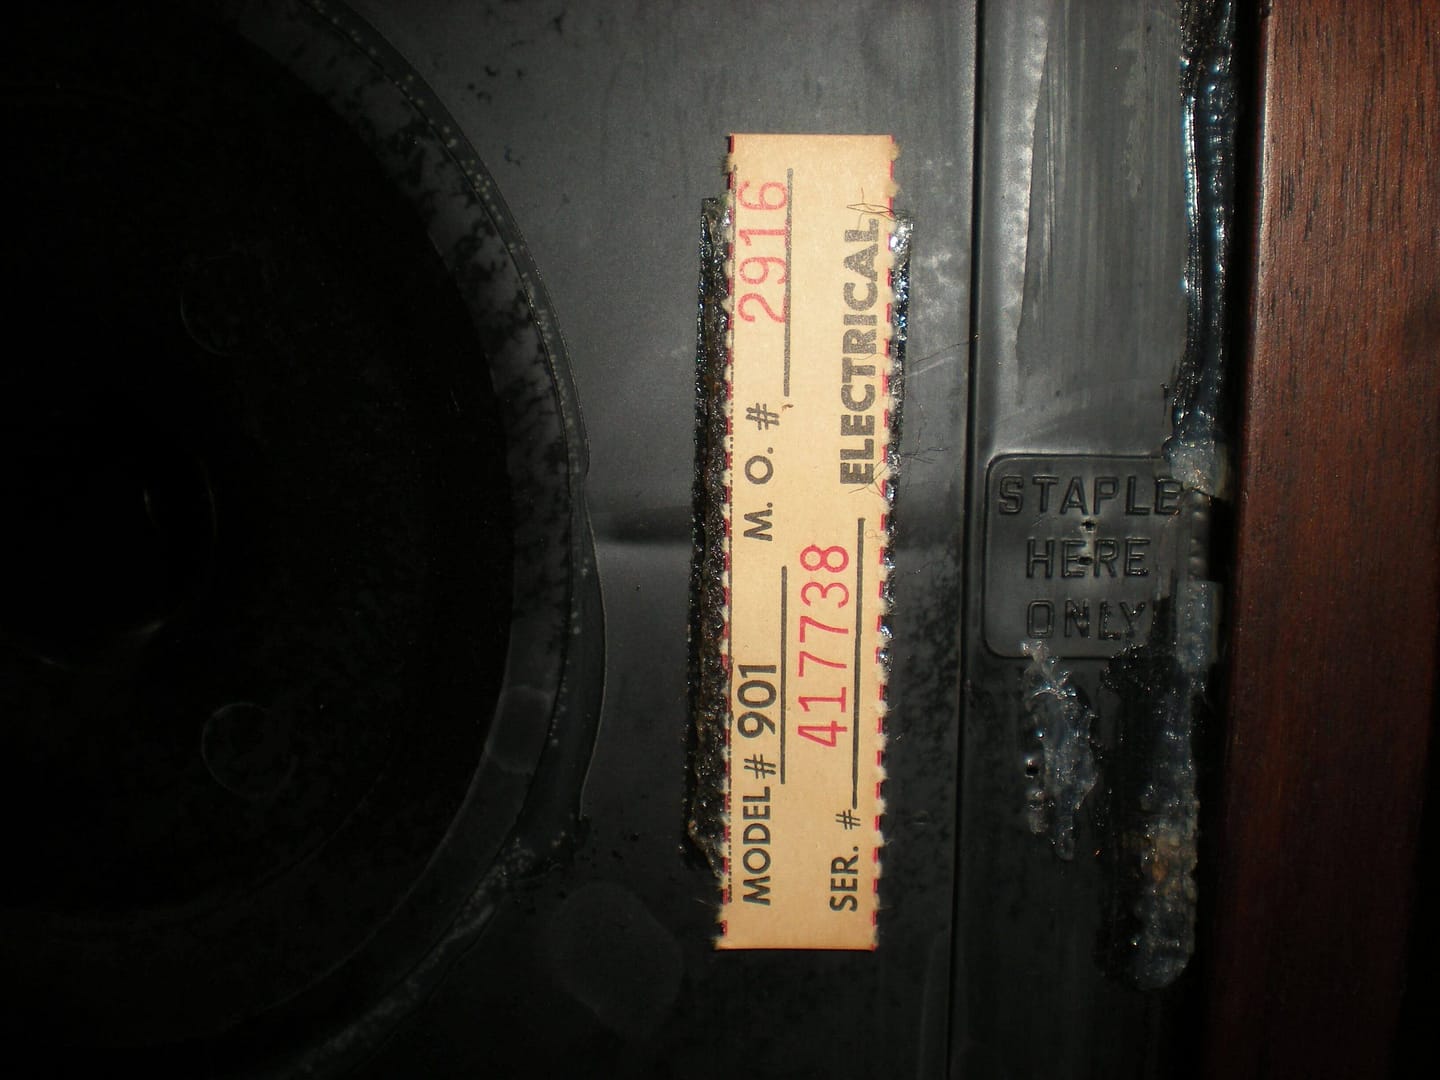 MODEL # 901 M. O. # 2916
SER. # 417738 ELECTRICAL
STAPLE
HERE
ONLY